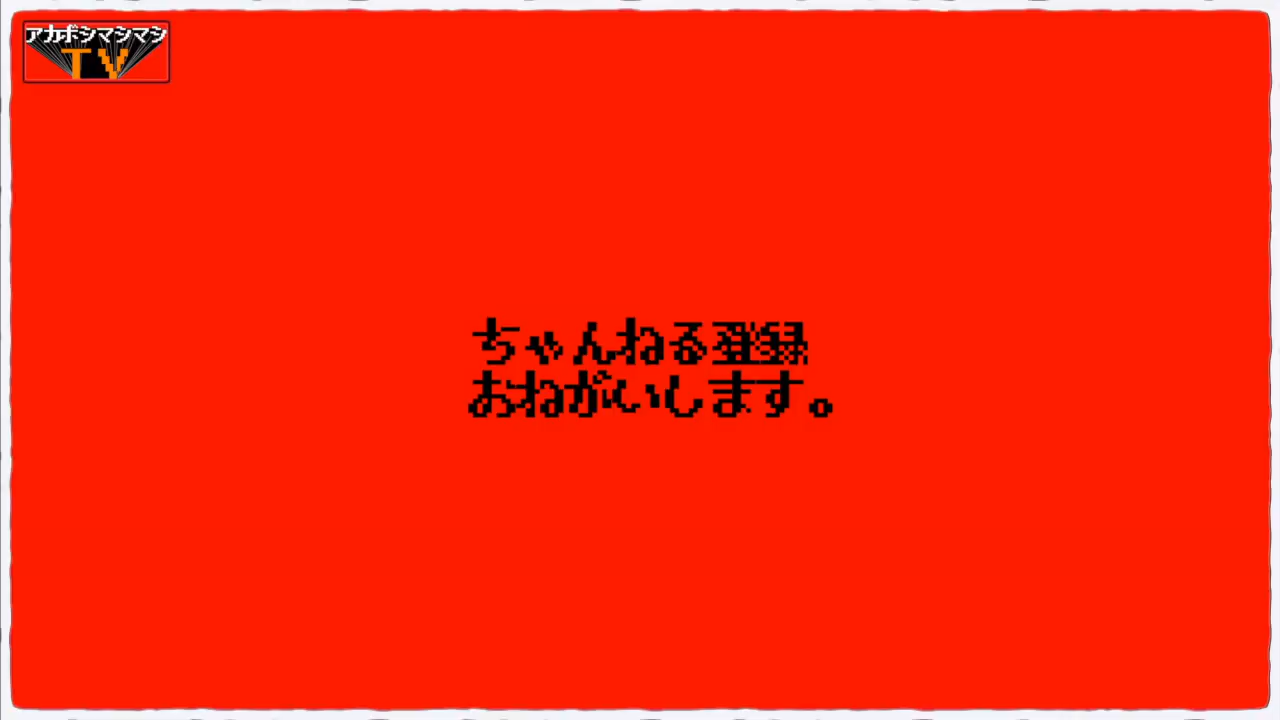 アカボシマシマシ
TV
ちゃんねる登録
おねがいします。